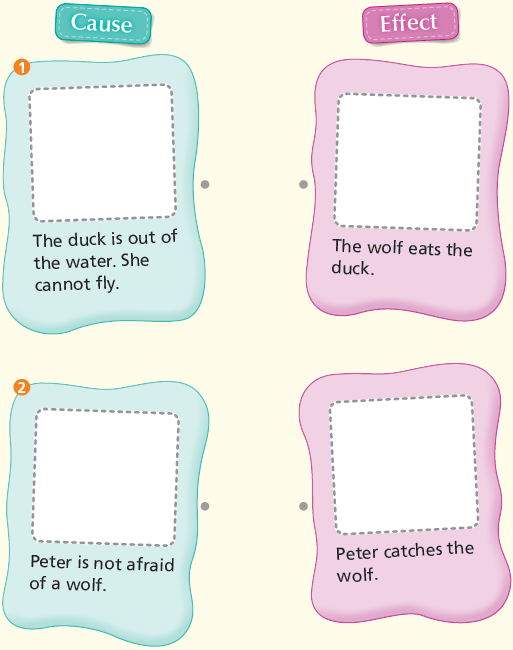 Cause
Effect
1
The duck is out of
the water. She
cannot fly.
The wolf eats the
duck.
2
Peter is not afraid
of a wolf.
Peter catches the
wolf.